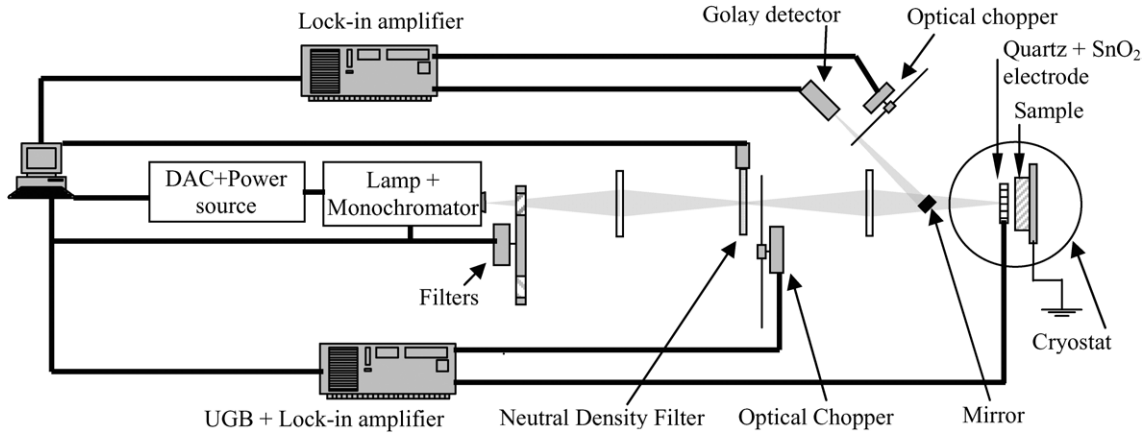 Lock-in amplifier
Golay detector
Optical chopper
Quartz + SnO₂
electrode
Sample
DAC+Power
source
Lamp +
Monochromator
Filters
Cryostat
UGB + Lock-in amplifier
Neutral Density Filter
Optical Chopper
Mirror